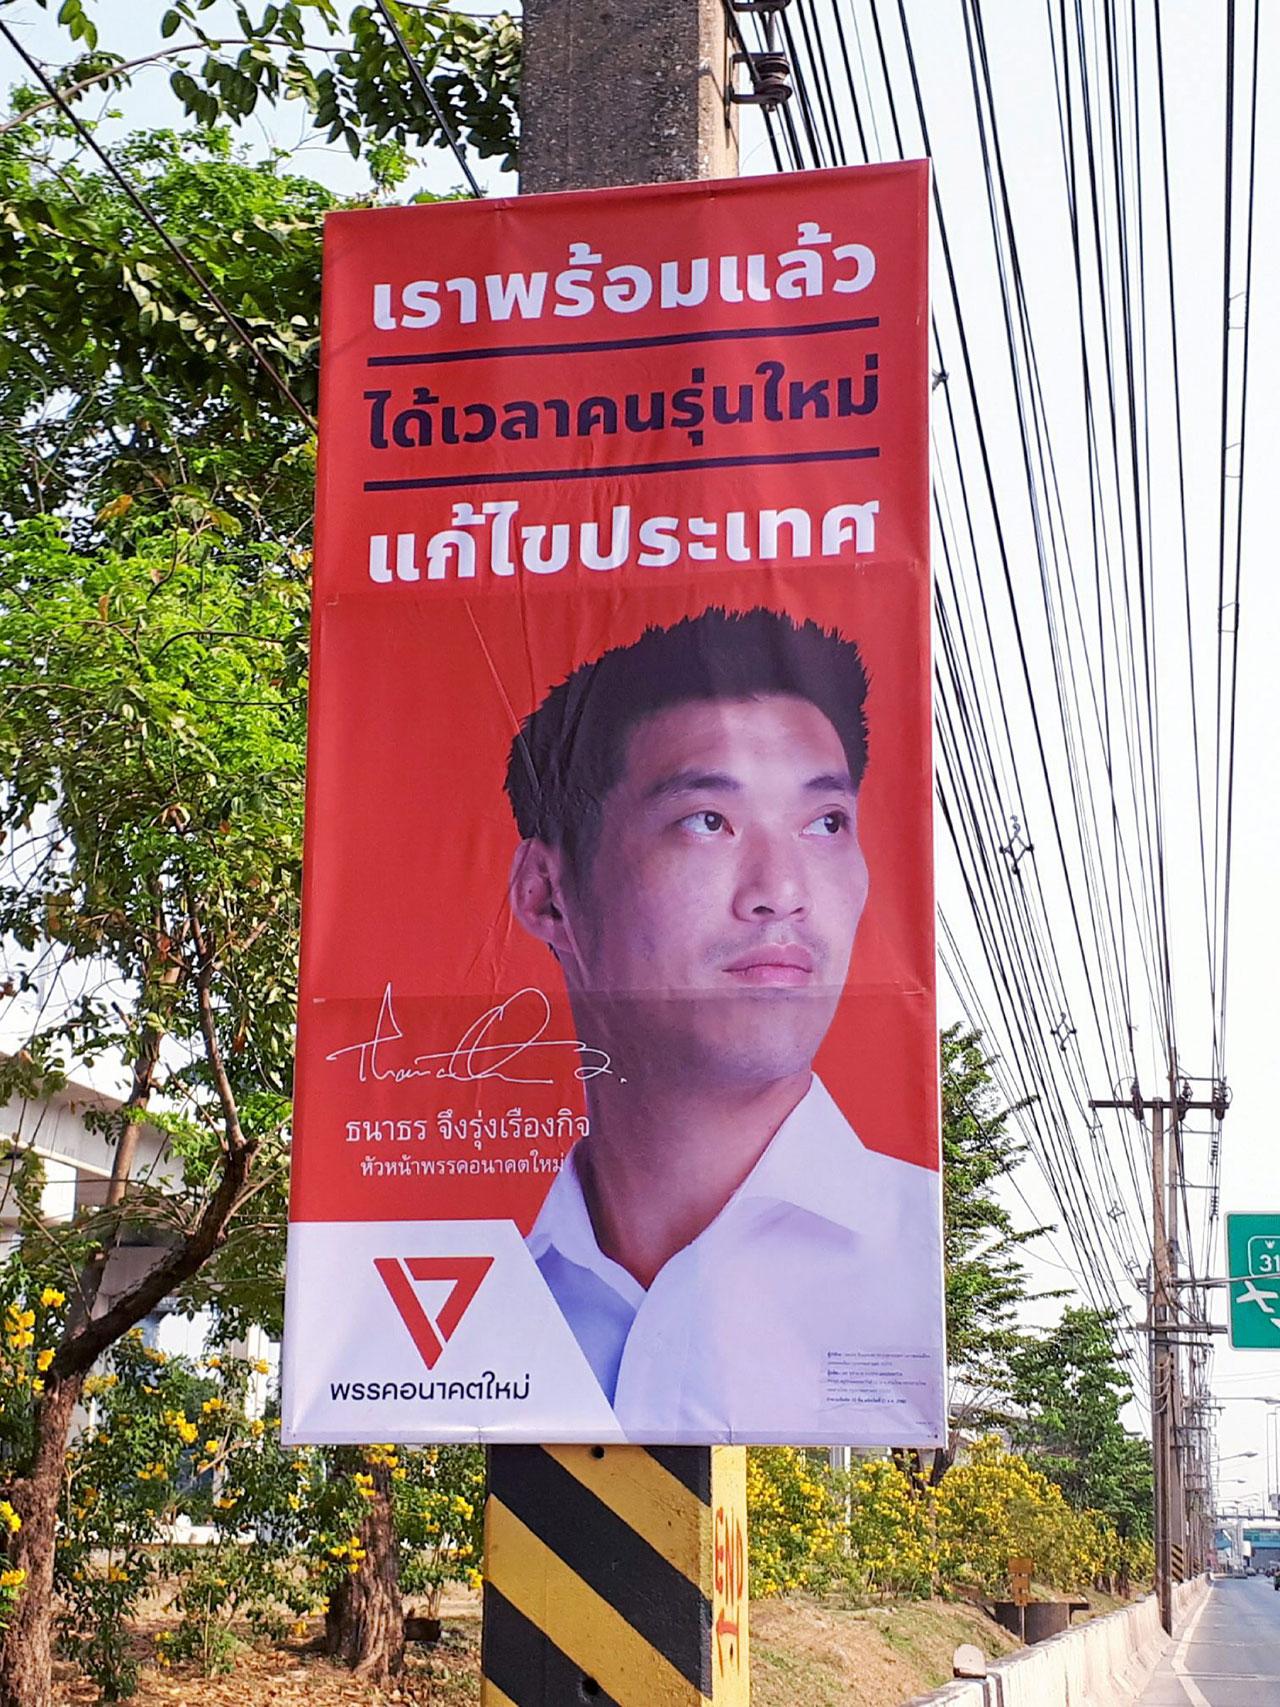 เราพร้อมแล้ว
ได้เวลาคนรุ่นใหม่
แก้ไขประเทศ
ธนาธร จึงรุ่งเรืองกิจ
หัวหน้าพรรคอนาคตใหม่
พรรคอนาคตใหม่
END
31